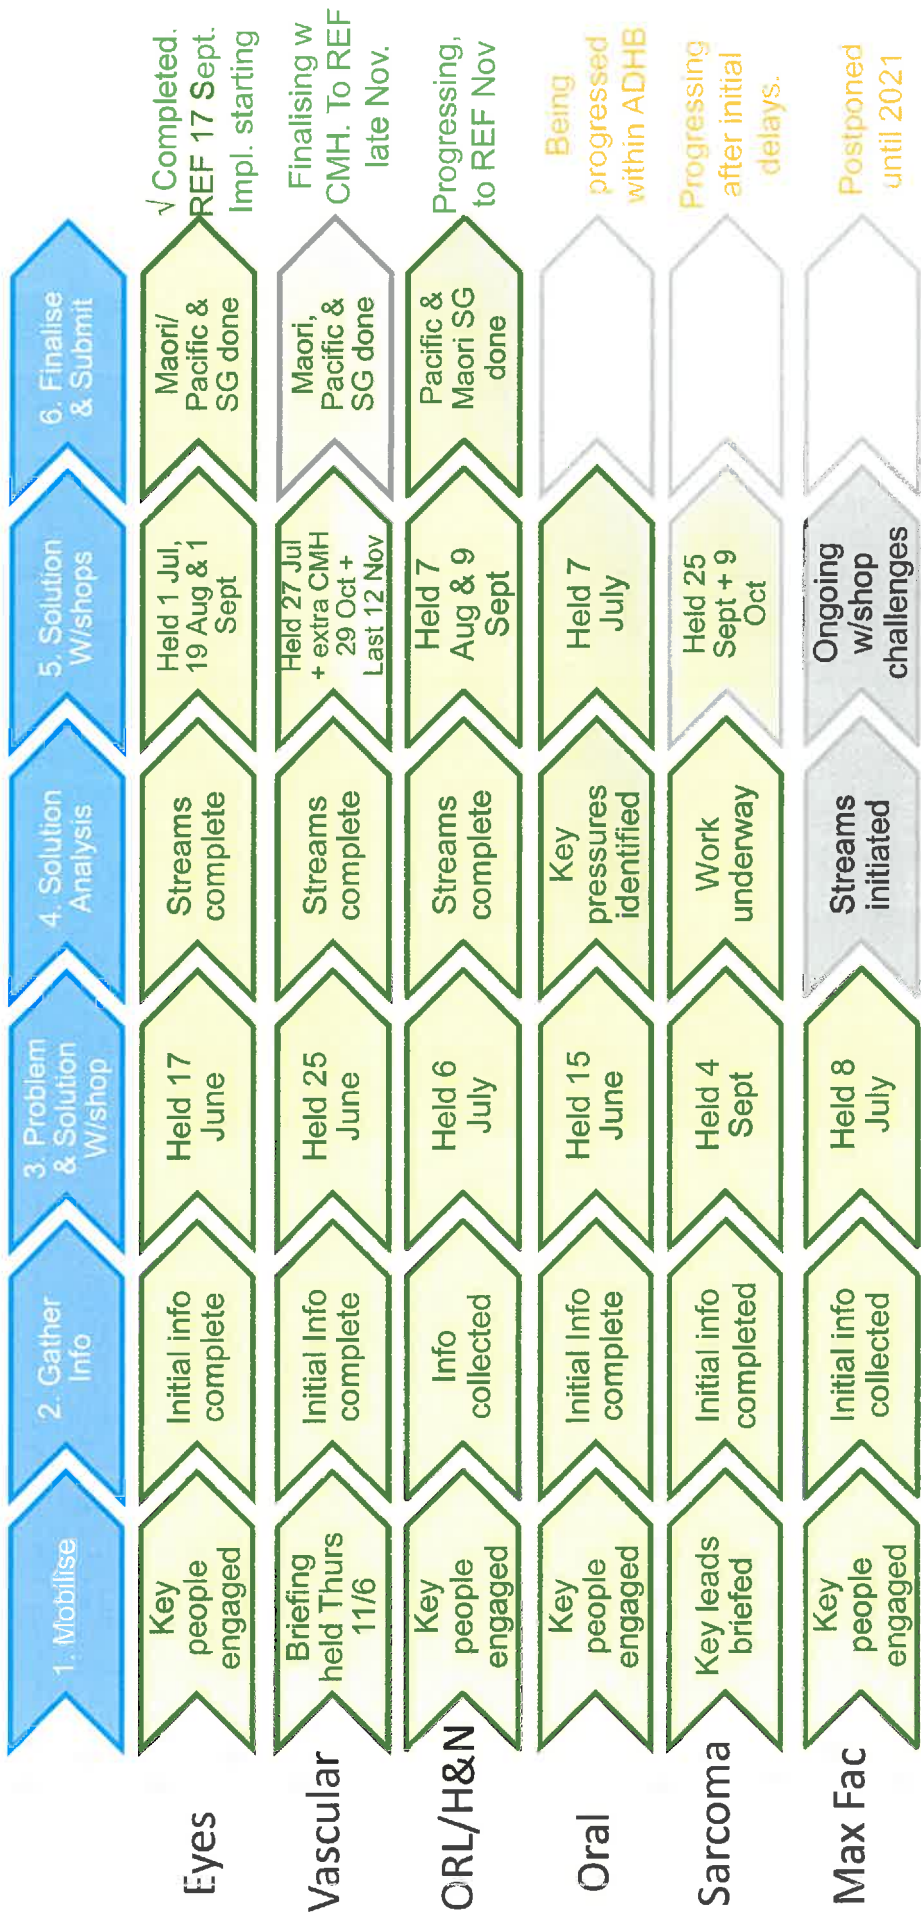 1. Mobilise
2. Gather
Info
3. Problem
& Solution
W/shop
4. Solution
Analysis
5. Solution
W/shops
6. Finalise
& Submit
Eyes
Key
people
engaged
Initial info
complete
Held 17
June
Streams
complete
Held 1 Jul,
19 Aug & 1
Sept
Maori/
Pacific &
SG done
√ Completed.
REF 17 Sept.
Impl. starting
Vascular
Briefing
held Thurs
11/6
Initial Info
complete
Held 25
June
Streams
complete
Held 27 Jul
+ extra CMH
29 Oct +
Last 12 Nov
Maori,
Pacific &
SG done
Finalising w
CMH. To REF
late Nov.
ORL/H&N
Key
people
engaged
Info
collected
Held 6
July
Streams
complete
Held 7
Aug & 9
Sept
Pacific &
Maori SG
done
Progressing,
to REF Nov
Oral
Key
people
engaged
Initial Info
complete
Held 15
June
Key
pressures
identified
Held 7
July
Being
progressed
within ADHB
Sarcoma
Key leads
briefed
Initial info
completed
Held 4
Sept
Work
underway
Held 25
Sept + 9
Oct
Progressing
after initial
delays.
Max Fac
Key
people
engaged
Initial info
collected
Held 8
July
Streams
initiated
Ongoing
w/shop
challenges
Postponed
until 2021